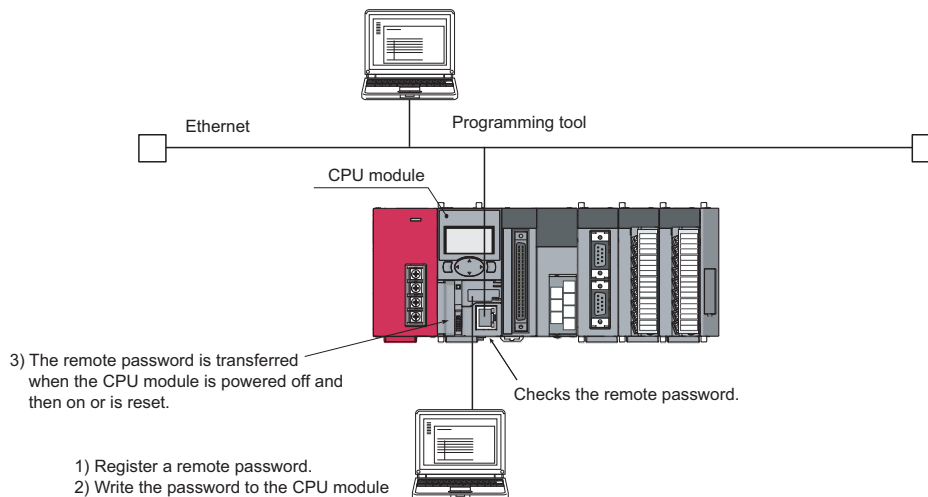 Ethernet
Programming tool
CPU module
3) The remote password is transferred
when the CPU module is powered off and
then on or is reset.
Checks the remote password.
1) Register a remote password.
2) Write the password to the CPU module